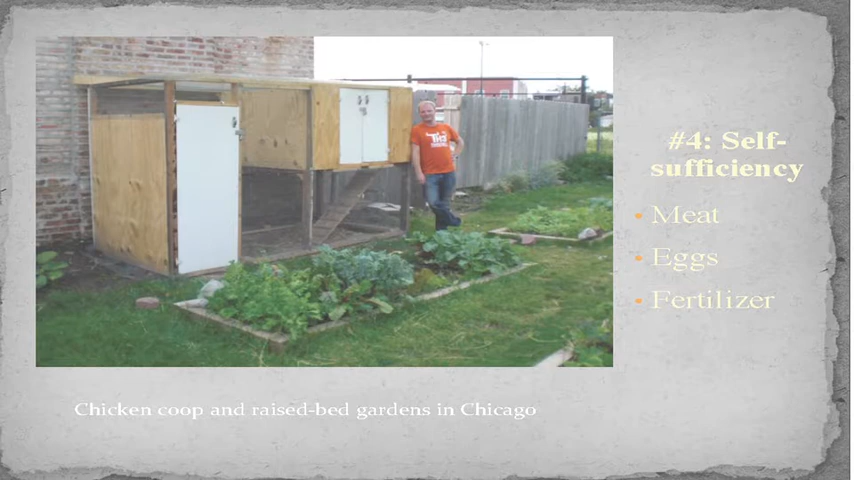 #4: Self-
sufficiency
• Meat
• Eggs
• Fertilizer
Chicken coop and raised-bed gardens in Chicago